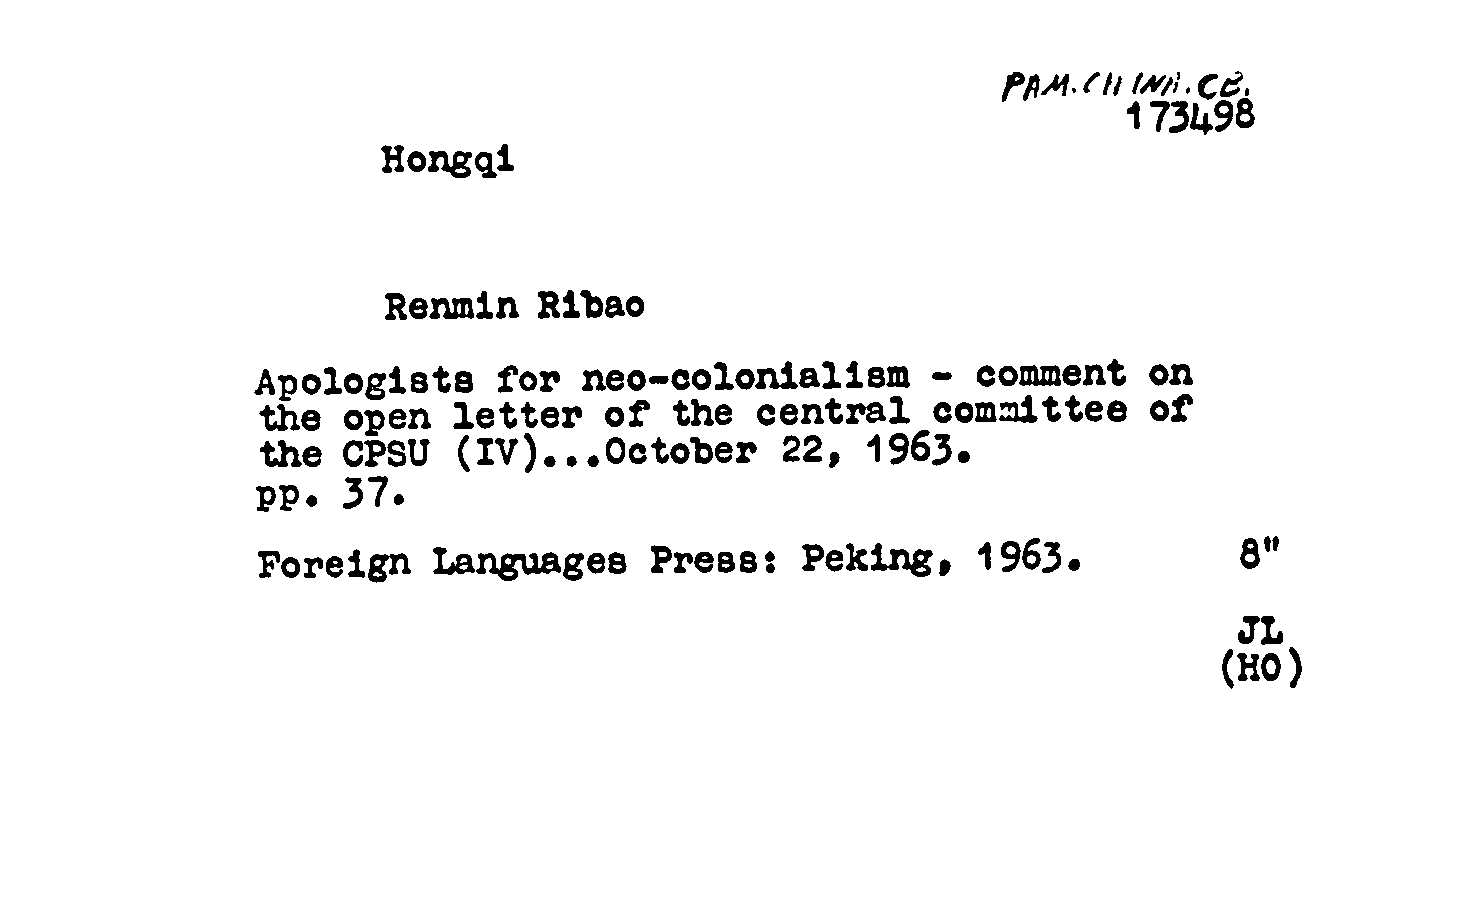 PAM. CHINA. CB.
173498
Hongqi
Renmin Ribao
Apologists for neo-colonialism - comment on
the open letter of the central committee of
the CPSU (IV)...October 22, 1963.
pp. 37.
Foreign Languages Press: Peking, 1963. 8"
JL
(HO)